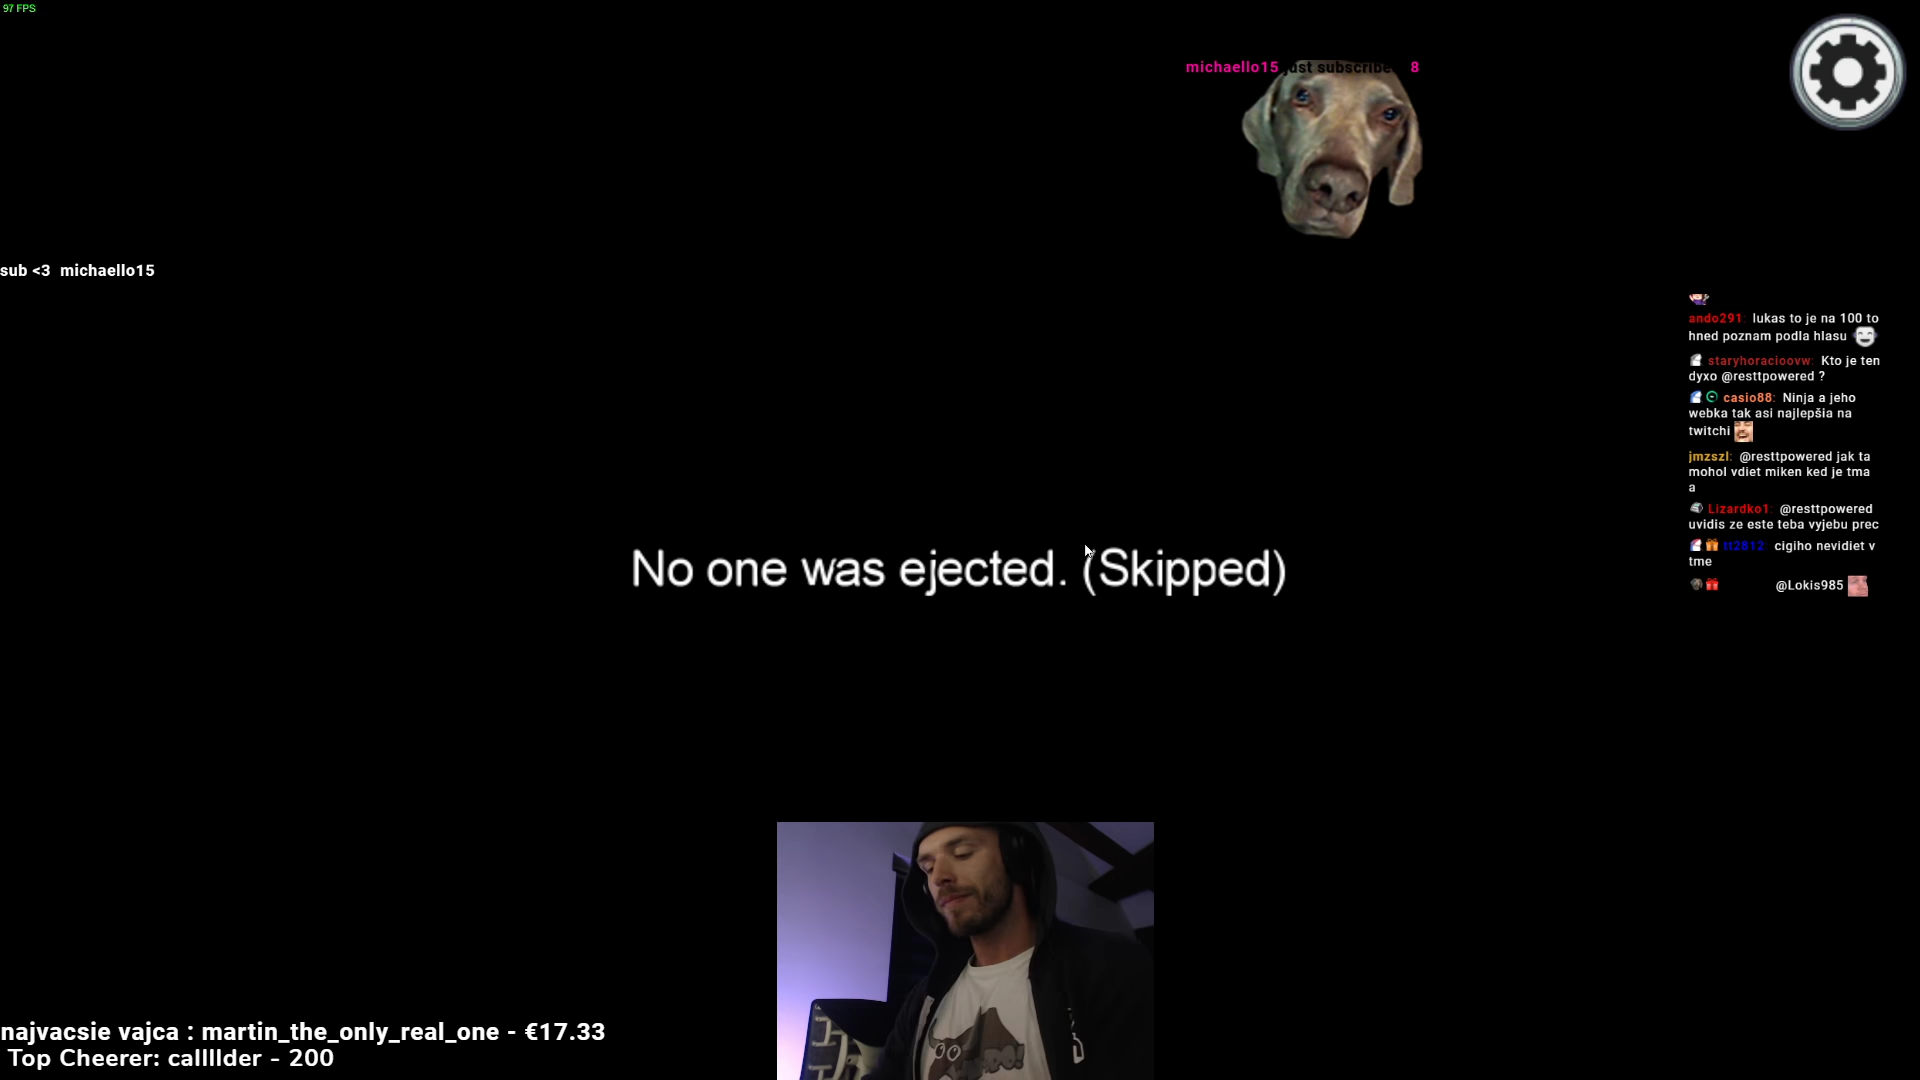 97 FPS
michaello15 just subscribe 8
sub <3 michaello15
ando291: lukas to je na 100 to
hned poznam podla hlasu
staryhoracioovw: Kto je ten
dyxo @resttpowered ?
casio88: Ninja a jeho
webka tak asi najlepšia na
twitchi
jmzszl: @resttpowered jak ta
mohol vdiet miken ked je tma
a
Lizardko1: @resttpowered
uvidis ze este teba vyjebu prec
tt2812: cigiho nevidiet v
tme
@Lokis985
No one was ejected. (Skipped)
najvacsie vajca : martin_the_only_real_one - €17.33
Top Cheerer: callllder - 200